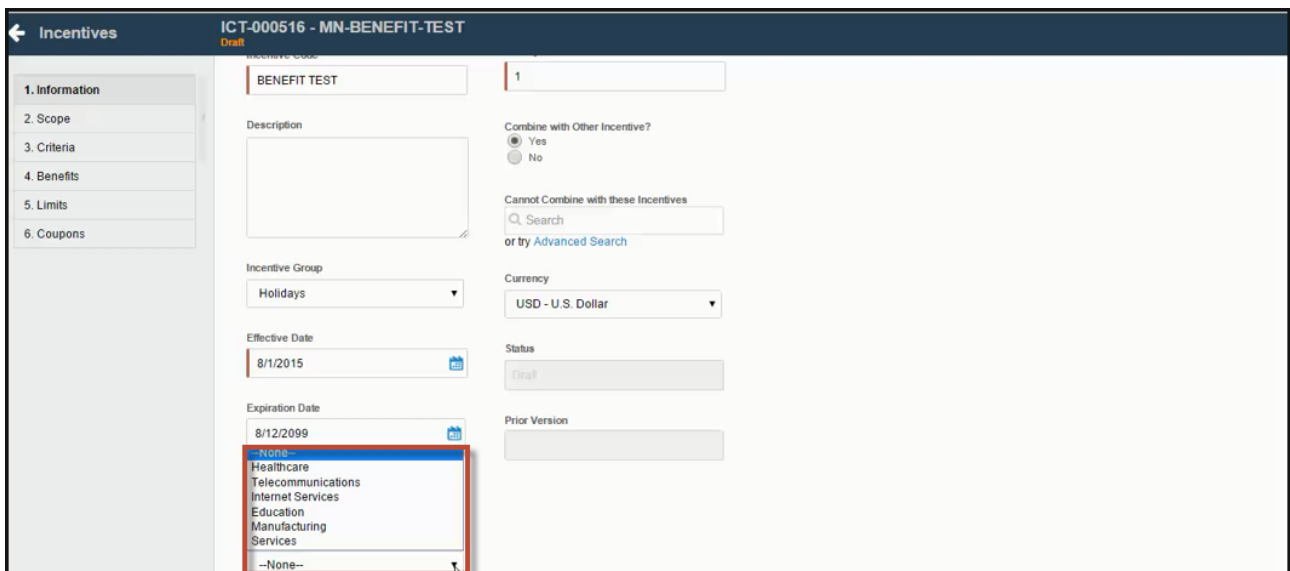 Incentives
ICT-000516 - MN-BENEFIT-TEST
Draft
1. Information
2. Scope
3. Criteria
4. Benefits
5. Limits
6. Coupons
Incentive Code
BENEFIT TEST
Description
Incentive Group
Holidays
Effective Date
8/1/2015
Expiration Date
8/12/2099
--None--
Healthcare
Telecommunications
Internet Services
Education
Manufacturing
Services
--None--
1
Combine with Other Incentive?
Yes
No
Cannot Combine with these Incentives
Search
or try Advanced Search
Currency
USD - U.S. Dollar
Status
Draft
Prior Version